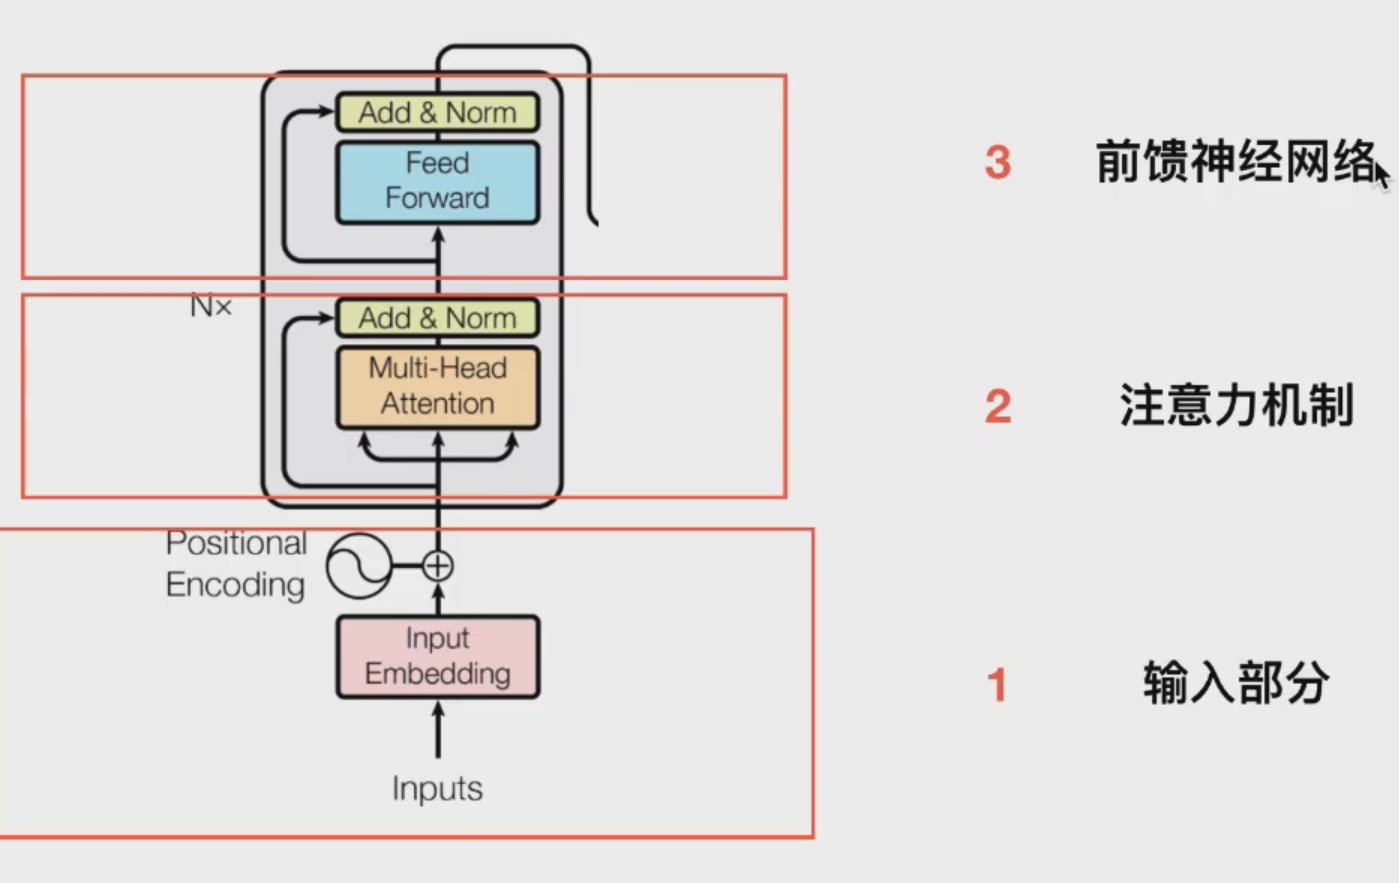 Add & Norm
Feed
Forward
3 前馈神经网络
N×
Add & Norm
Multi-Head
Attention
2 注意力机制
Positional
Encoding
Input
Embedding
1 输入部分
Inputs